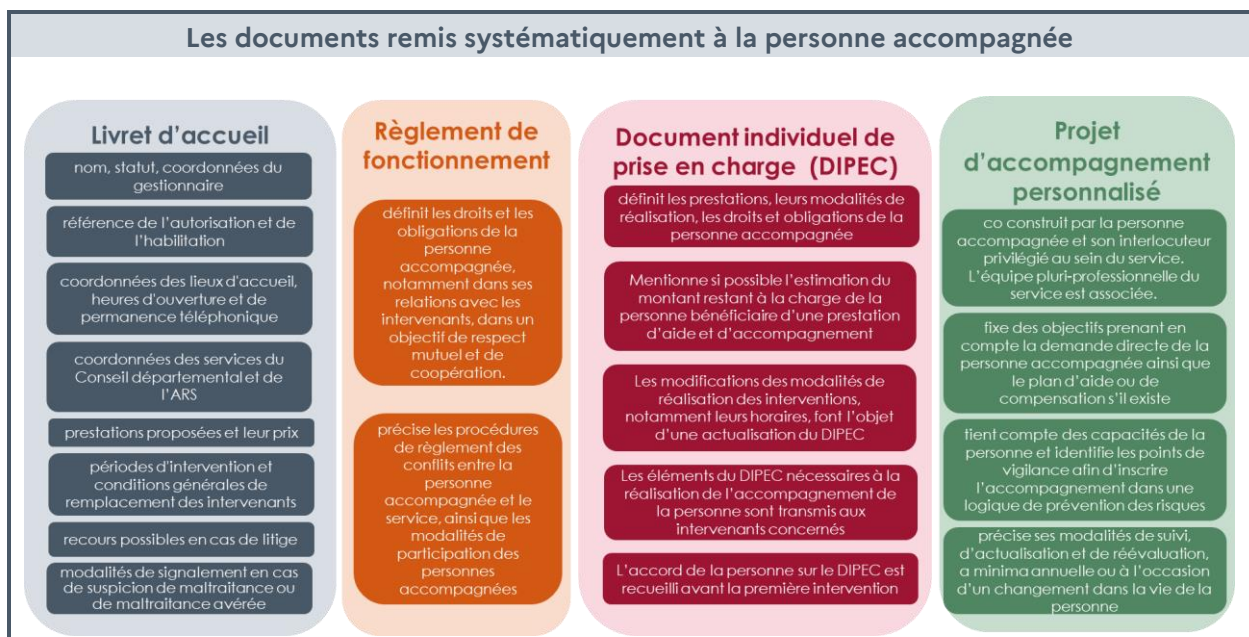 Les documents remis systématiquement à la personne accompagnée
Livret d'accueil
nom, statut, coordonnées du
gestionnaire
référence de l'autorisation et de
l'habilitation
coordonnées des lieux d'accueil,
heures d'ouverture et de
permanence téléphonique
coordonnées des services du
Conseil départemental et de
l'ARS
prestations proposées et leur prix
périodes d'intervention et
conditions générales de
remplacement des intervenants
recours possibles en cas de litige
modalités de signalement en cas
de suspicion de maltraitance ou
de maltraitance avérée
Règlement de
fonctionnement
définit les droits et les
obligations de la
personne
accompagnée,
notamment dans ses
relations avec les
intervenants, dans un
objectif de respect
mutuel et de
coopération.
précise les procédures
de règlement des
conflits entre la
personne
accompagnée et le
service, ainsi que les
modalités de
participation des
personnes
accompagnées
Document individuel de
prise en charge (DIPEC)
définit les prestations, leurs modalités de
réalisation, les droits et obligations de la
personne accompagnée
Mentionne si possible l'estimation du
montant restant à la charge de la
personne bénéficiaire d'une prestation
d'aide et d'accompagnement
Les modifications des modalités de
réalisation des interventions,
notamment leurs horaires, font l'objet
d'une actualisation du DIPEC
Les éléments du DIPEC nécessaires à la
réalisation de l'accompagnement de
la personne sont transmis aux
intervenants concernés
L'accord de la personne sur le DIPEC est
recueilli avant la première intervention
Projet
d'accompagnement
personnalisé
co construit par la personne
accompagnée et son interlocuteur
privilégié au sein du service.
L'équipe pluri-professionnelle du
service est associée.
fixe des objectifs prenant en
compte la demande directe de la
personne accompagnée ainsi que
le plan d'aide ou de
compensation s'il existe
tient compte des capacités de la
personne et identifie les points de
vigilance afin d'inscrire
l'accompagnement dans une
logique de prévention des risques
précise ses modalités de suivi,
d'actualisation et de réévaluation,
a minima annuelle ou à l'occasion
d'un changement dans la vie de la
personne